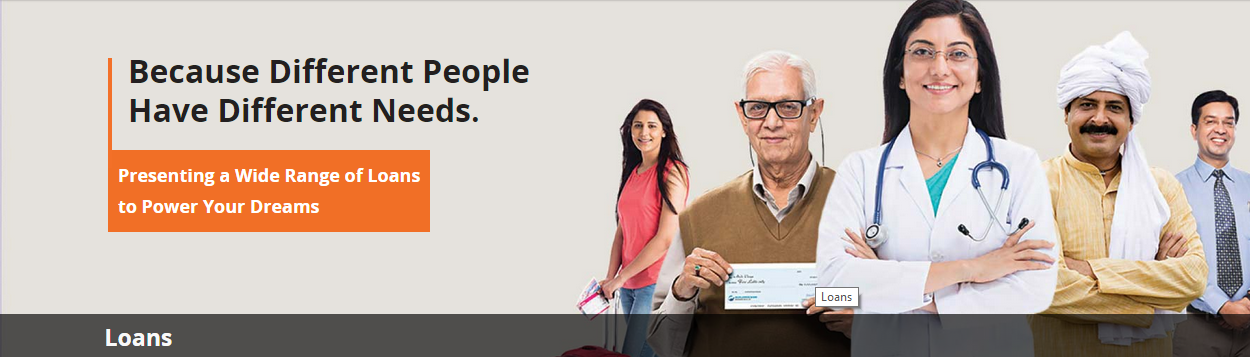 Because Different People
Have Different Needs.
Presenting a Wide Range of Loans
to Power Your Dreams
Loans
Loans